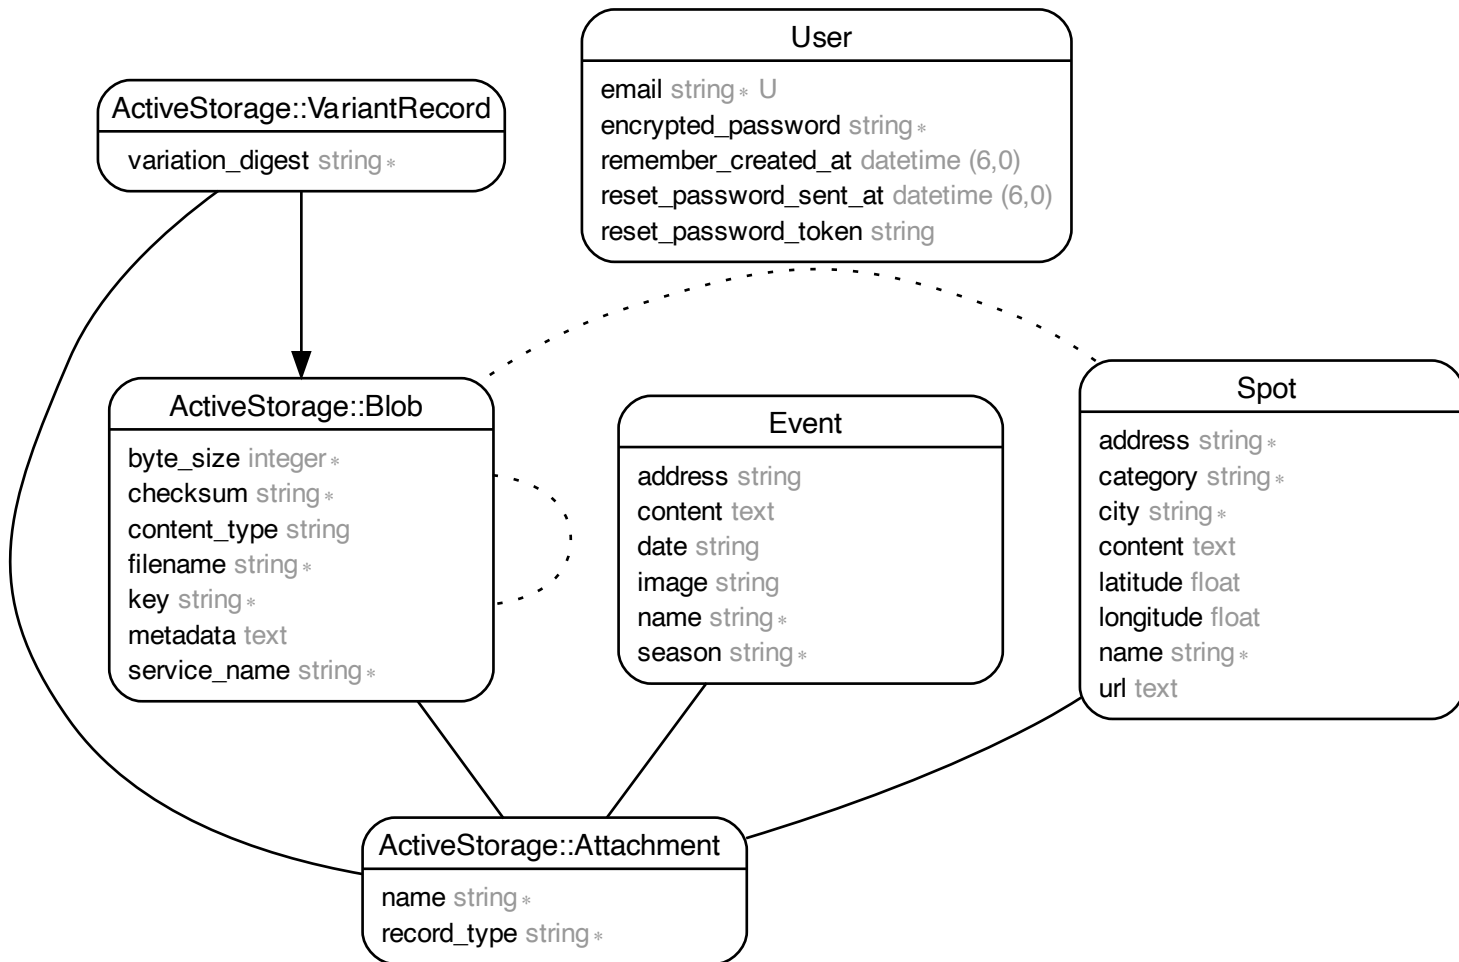 User
email string* U
encrypted_password string*
remember_created_at datetime (6,0)
reset_password_sent_at datetime (6,0)
reset_password_token string
ActiveStorage::VariantRecord
variation_digest string*
ActiveStorage::Blob
byte_size integer*
checksum string*
content_type string
filename string*
key string*
metadata text
service_name string*
Event
address string
content text
date string
image string
name string*
season string*
Spot
address string*
category string*
city string*
content text
latitude float
longitude float
name string*
url text
ActiveStorage::Attachment
name string*
record_type string*